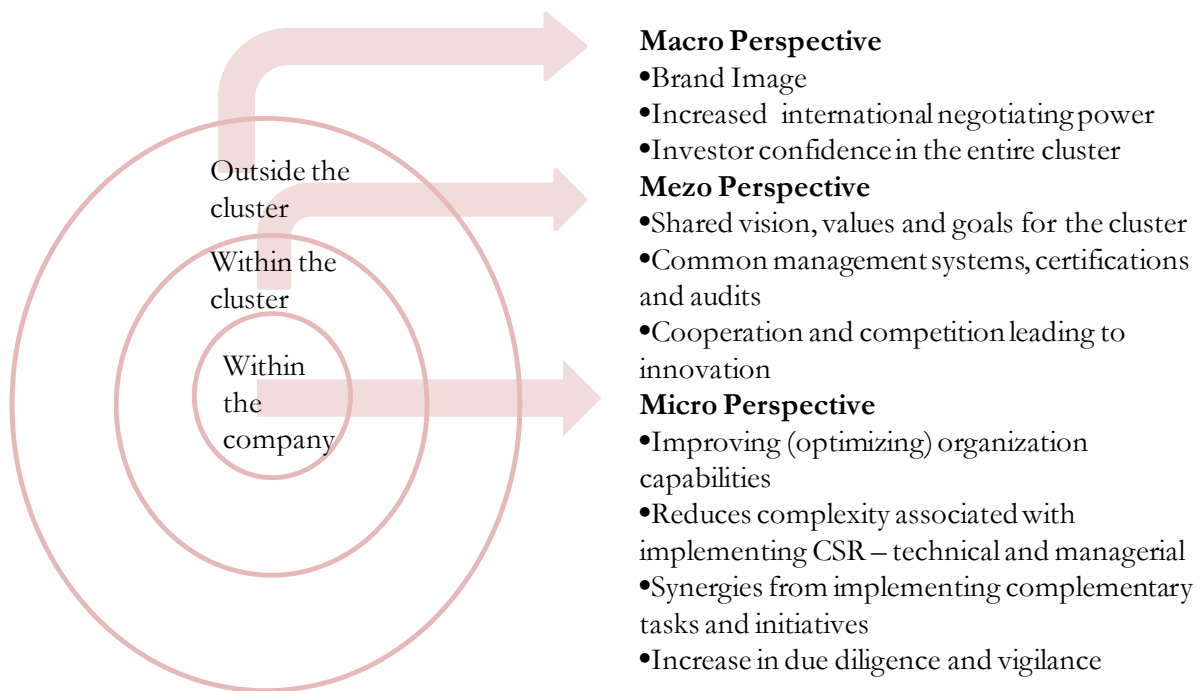 Outside the
cluster
Within the
cluster
Within
the
company
Macro Perspective
•Brand Image
•Increased international negotiating power
•Investor confidence in the entire cluster
Mezo Perspective
•Shared vision, values and goals for the cluster
•Common management systems, certifications
and audits
•Cooperation and competition leading to
innovation
Micro Perspective
•Improving (optimizing) organization
capabilities
•Reduces complexity associated with
implementing CSR – technical and managerial
•Synergies from implementing complementary
tasks and initiatives
•Increase in due diligence and vigilance